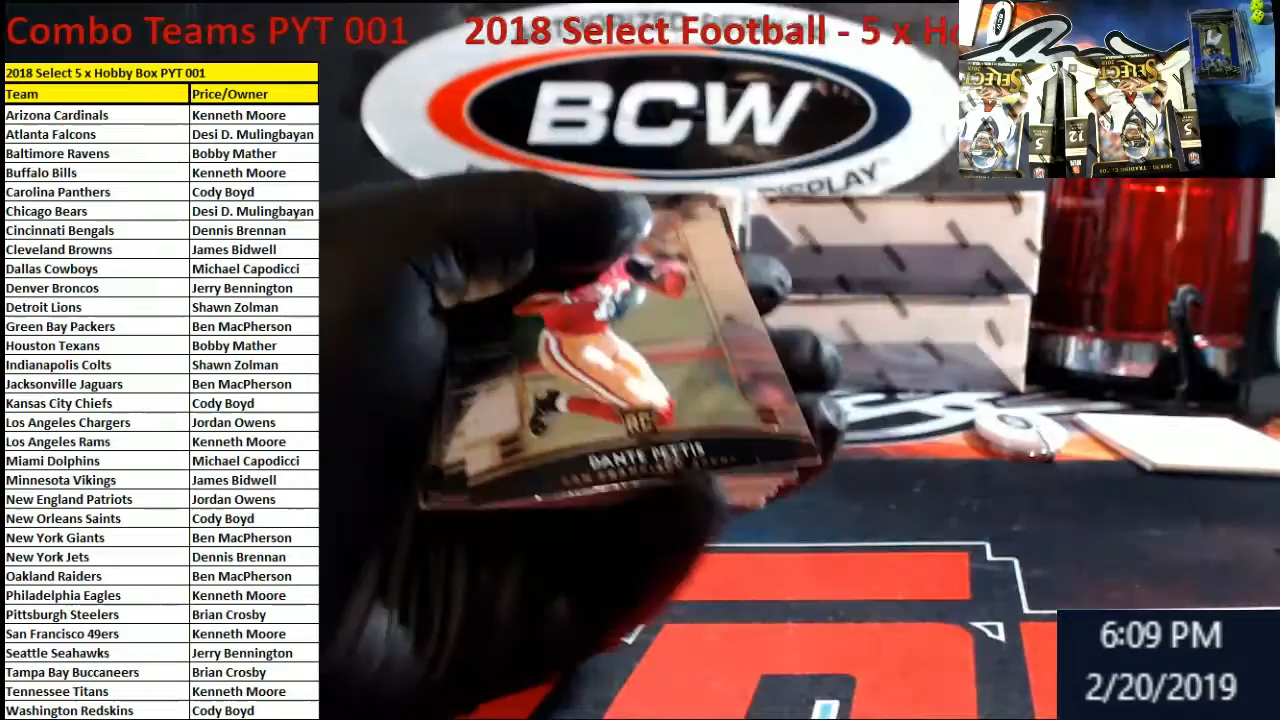 Combo Teams PYT 001 2018 Select Football - 5 x Ho
2018 Select 5 x Hobby Box PYT 001
Team Price/Owner
Arizona Cardinals Kenneth Moore
Atlanta Falcons Desi D. Mulingbayan
Baltimore Ravens Bobby Mather
Buffalo Bills Kenneth Moore
Carolina Panthers Cody Boyd
Chicago Bears Desi D. Mulingbayan
Cincinnati Bengals Dennis Brennan
Cleveland Browns James Bidwell
Dallas Cowboys Michael Capodicci
Denver Broncos Jerry Bennington
Detroit Lions Shawn Zolman
Green Bay Packers Ben MacPherson
Houston Texans Bobby Mather
Indianapolis Colts Shawn Zolman
Jacksonville Jaguars Ben MacPherson
Kansas City Chiefs Cody Boyd
Los Angeles Chargers Jordan Owens
Los Angeles Rams Kenneth Moore
Miami Dolphins Michael Capodicci
Minnesota Vikings James Bidwell
New England Patriots Jordan Owens
New Orleans Saints Cody Boyd
New York Giants Ben MacPherson
New York Jets Dennis Brennan
Oakland Raiders Ben MacPherson
Philadelphia Eagles Kenneth Moore
Pittsburgh Steelers Brian Crosby
San Francisco 49ers Kenneth Moore
Seattle Seahawks Jerry Bennington
Tampa Bay Buccaneers Brian Crosby
Tennessee Titans Kenneth Moore
Washington Redskins Cody Boyd
BCW
DISPLAY
SELECT
SELECT
5
12
5
RC
DANTE PETTIS
6:09 PM
2/20/2019